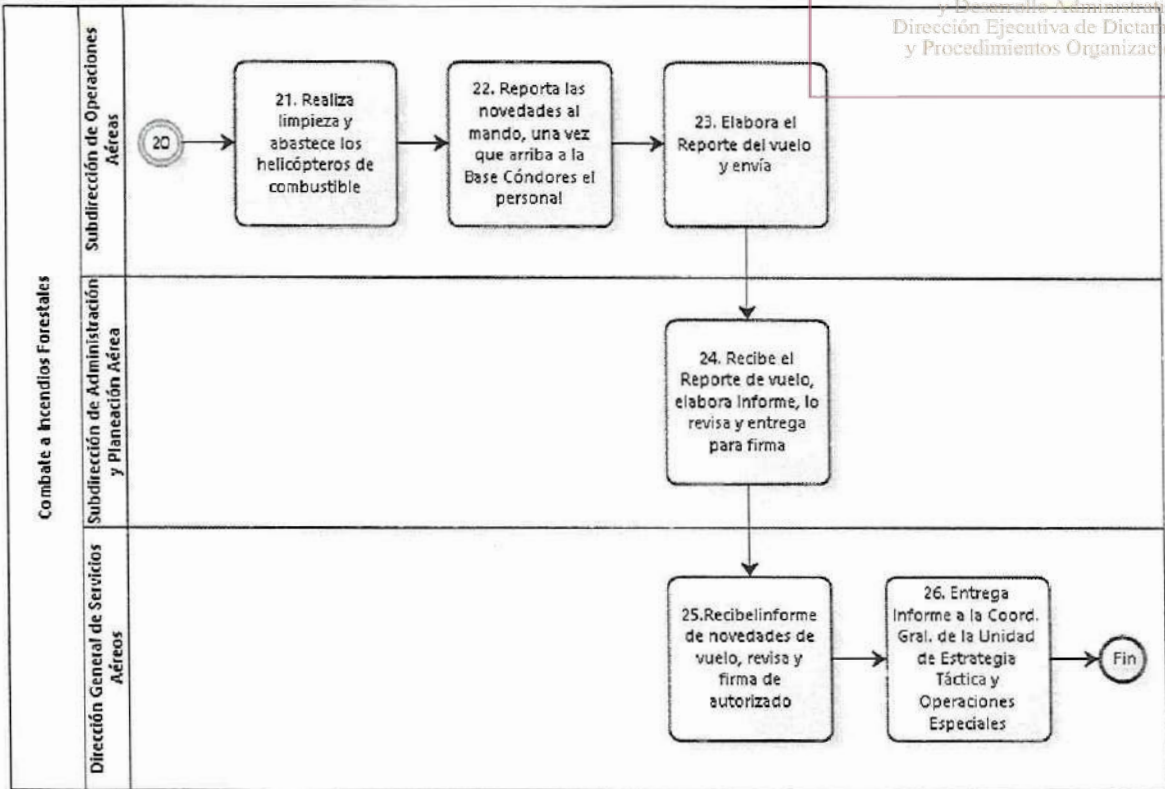 y Desarrollo Administrat
Dirección Ejecutiva de Dictam
y Procedimientos Organizaci
Combate a Incendios Forestales
Subdirección de Operaciones
Aéreas
20
21. Realiza
limpieza y
abastece los
helicópteros de
combustible
22. Reporta las
novedades al
mando, una vez
que arriba a la
Base Cóndores el
personal
23. Elabora el
Reporte del vuelo
y envía
Subdirección de Administración
y Planeación Aérea
24. Recibe el
Reporte de vuelo,
elabora Informe, lo
revisa y entrega
para firma
Dirección General de Servicios
Aéreos
25.RecibeIinforme
de novedades de
vuelo, revisa y
firma de
autorizado
26. Entrega
Informe a la Coord.
Gral. de la Unidad
de Estrategia
Táctica y
Operaciones
Especiales
Fin